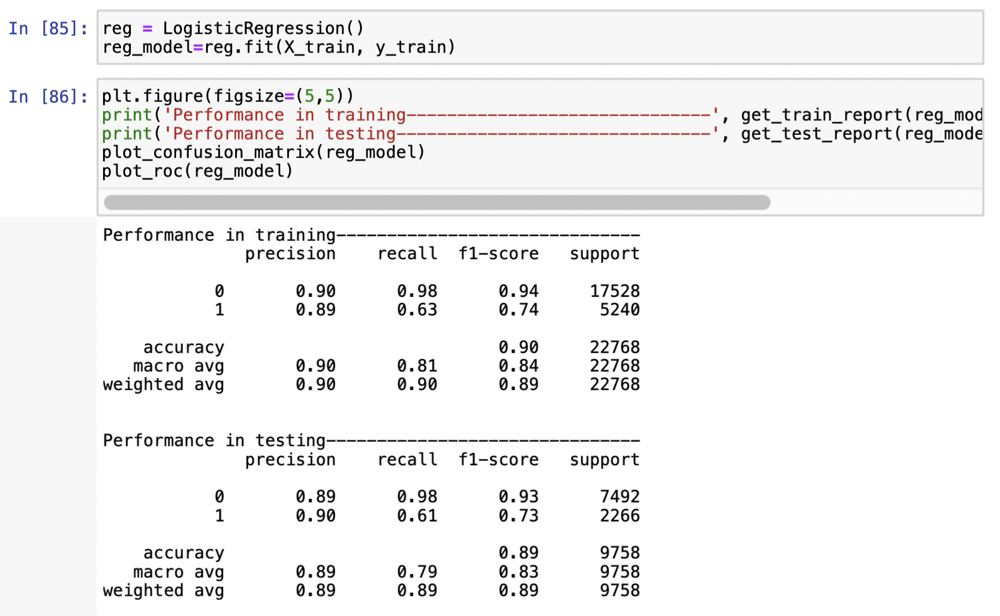 In [85]:
reg = LogisticRegression()
reg_model=reg.fit(X_train, y_train)
In [86]:
plt.figure(figsize=(5,5))
print('Performance in training------------------------------', get_train_report(reg_mod
print('Performance in testing-------------------------------', get_test_report(reg_mode
plot_confusion_matrix(reg_model)
plot_roc(reg_model)
Performance in training------------------------------
precision recall f1-score support
0 0.90 0.98 0.94 17528
1 0.89 0.63 0.74 5240
accuracy 0.90 22768
macro avg 0.90 0.81 0.84 22768
weighted avg 0.90 0.90 0.89 22768
Performance in testing-------------------------------
precision recall f1-score support
0 0.89 0.98 0.93 7492
1 0.90 0.61 0.73 2266
accuracy 0.89 9758
macro avg 0.89 0.79 0.83 9758
weighted avg 0.89 0.89 0.89 9758